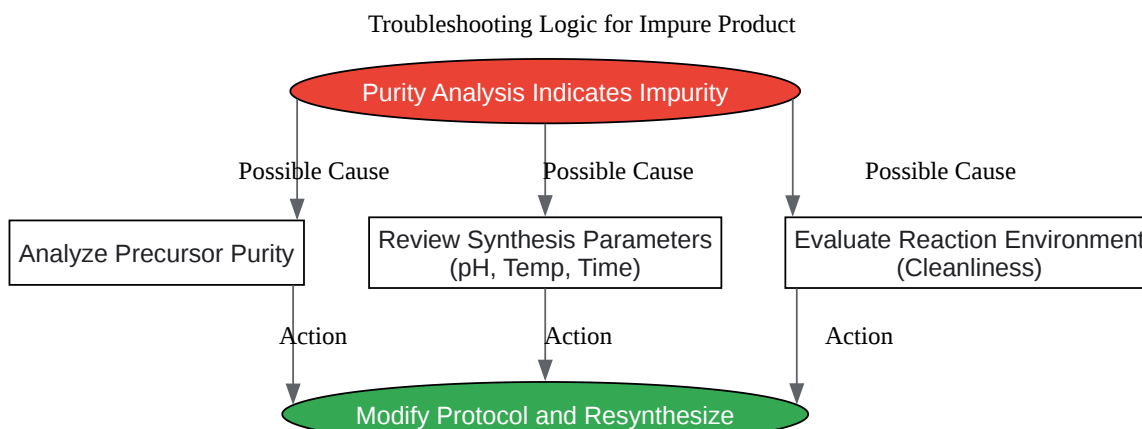 Troubleshooting Logic for Impure Product
Purity Analysis Indicates Impurity
Possible Cause
Possible Cause
Possible Cause
Analyze Precursor Purity
Review Synthesis Parameters
(pH, Temp, Time)
Evaluate Reaction Environment
(Cleanliness)
Action
Action
Action
Modify Protocol and Resynthesize